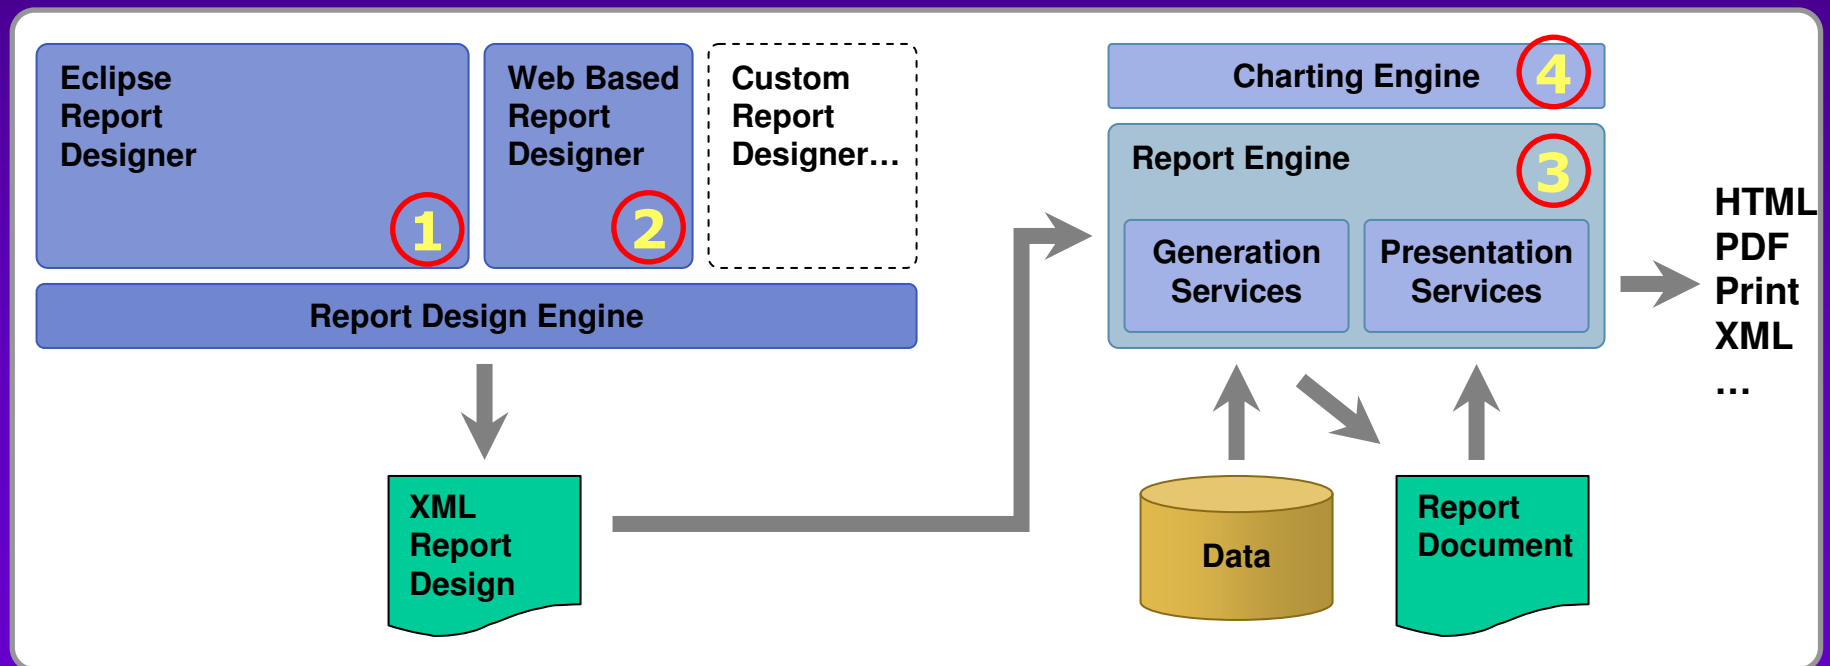 Eclipse
Report
Designer
1
Web Based
Report
Designer
2
Custom
Report
Designer…
Report Design Engine
XML
Report
Design
Charting Engine
4
Report Engine
3
Generation
Services
Presentation
Services
Data
Report
Document
HTML
PDF
Print
XML
…